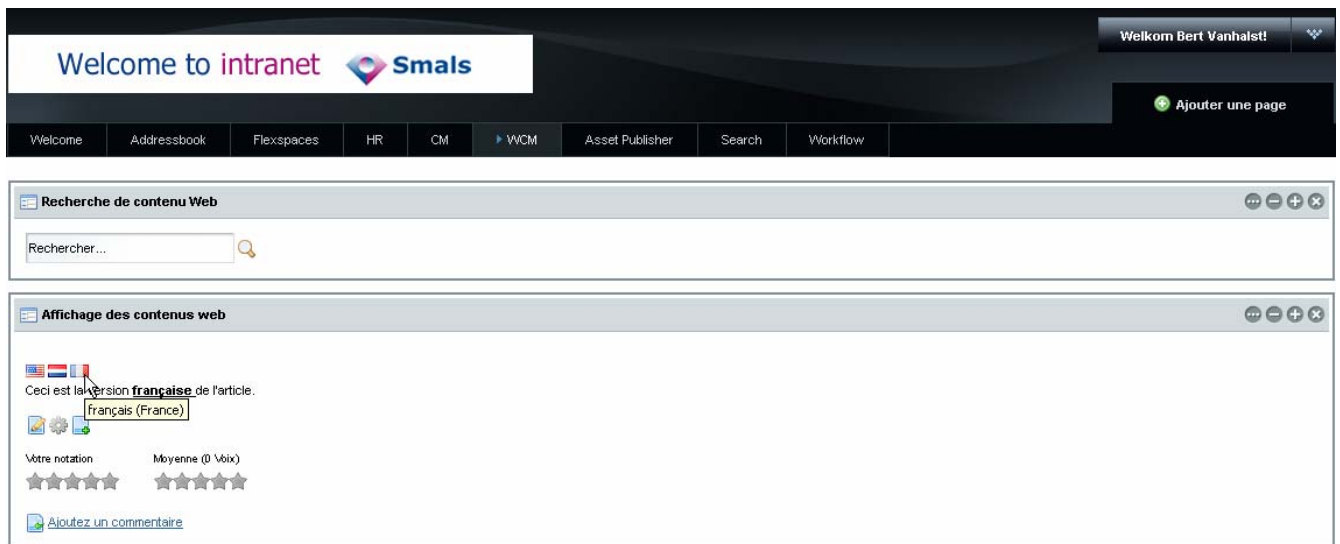 Welkom Bert Vanhalst!
Welcome to intranet Smals
Ajouter une page
Welcome Addressbook Flexspaces HR CM WCM Asset Publisher Search Workflow
Recherche de contenu Web
Rechercher...
Affichage des contenus web
Ceci est la version française de l'article.
français (France)
Votre notation Moyenne (0 Voix)
Ajoutez un commentaire